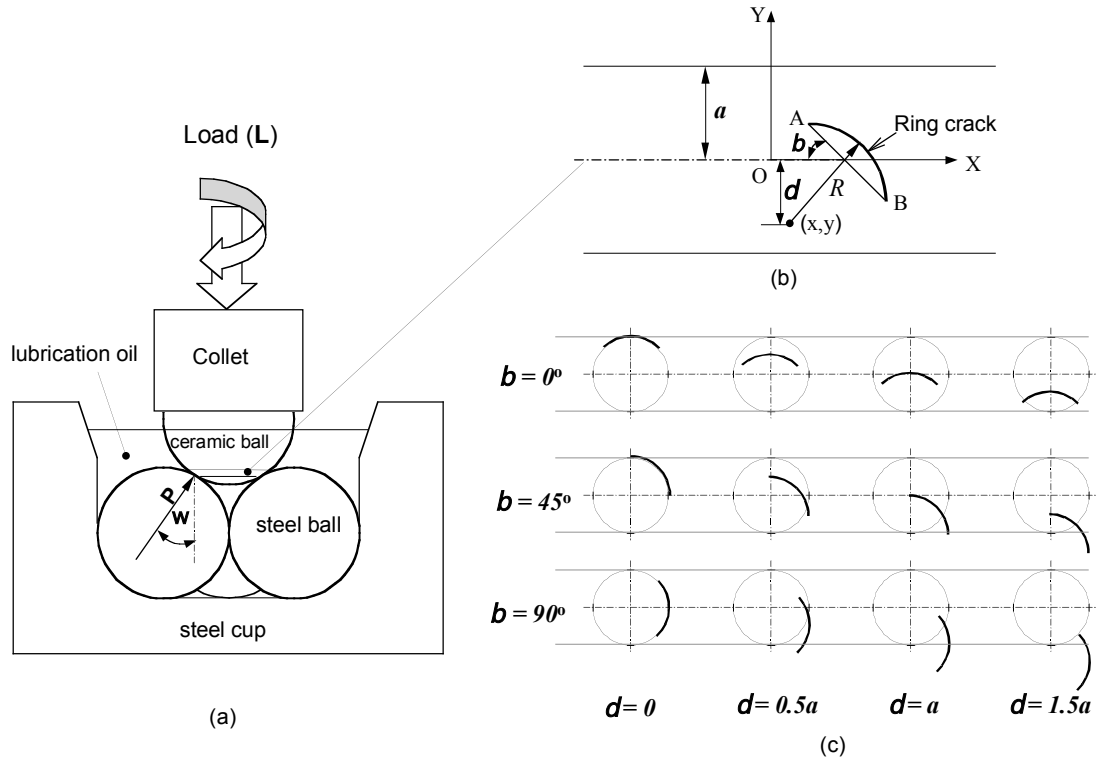 Load (L)
lubrication oil
Collet
ceramic ball
P
w
steel ball
steel cup
(a)
Y
a
A
Ring crack
b
O
X
d
R
B
(x,y)
(b)
b = 0º
b = 45º
b = 90º
d = 0 d = 0.5a d = a d = 1.5a
(c)